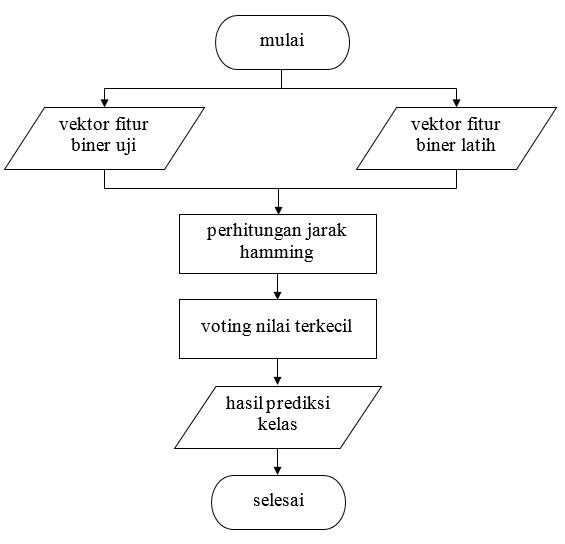 mulai
vektor fitur
biner uji
vektor fitur
biner latih
perhitungan jarak
hamming
voting nilai terkecil
hasil prediksi
kelas
selesai